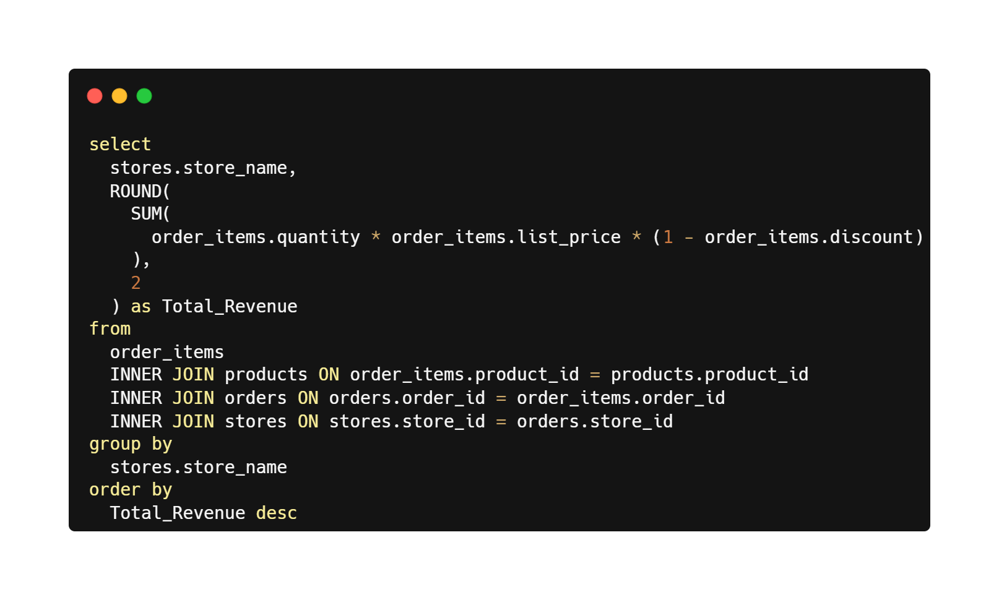 select
  stores.store_name,
  ROUND(
    SUM(
      order_items.quantity * order_items.list_price * (1 - order_items.discount)
    ),
    2
  ) as Total_Revenue
from
  order_items
  INNER JOIN products ON order_items.product_id = products.product_id
  INNER JOIN orders ON orders.order_id = order_items.order_id
  INNER JOIN stores ON stores.store_id = orders.store_id
group by
  stores.store_name
order by
  Total_Revenue desc